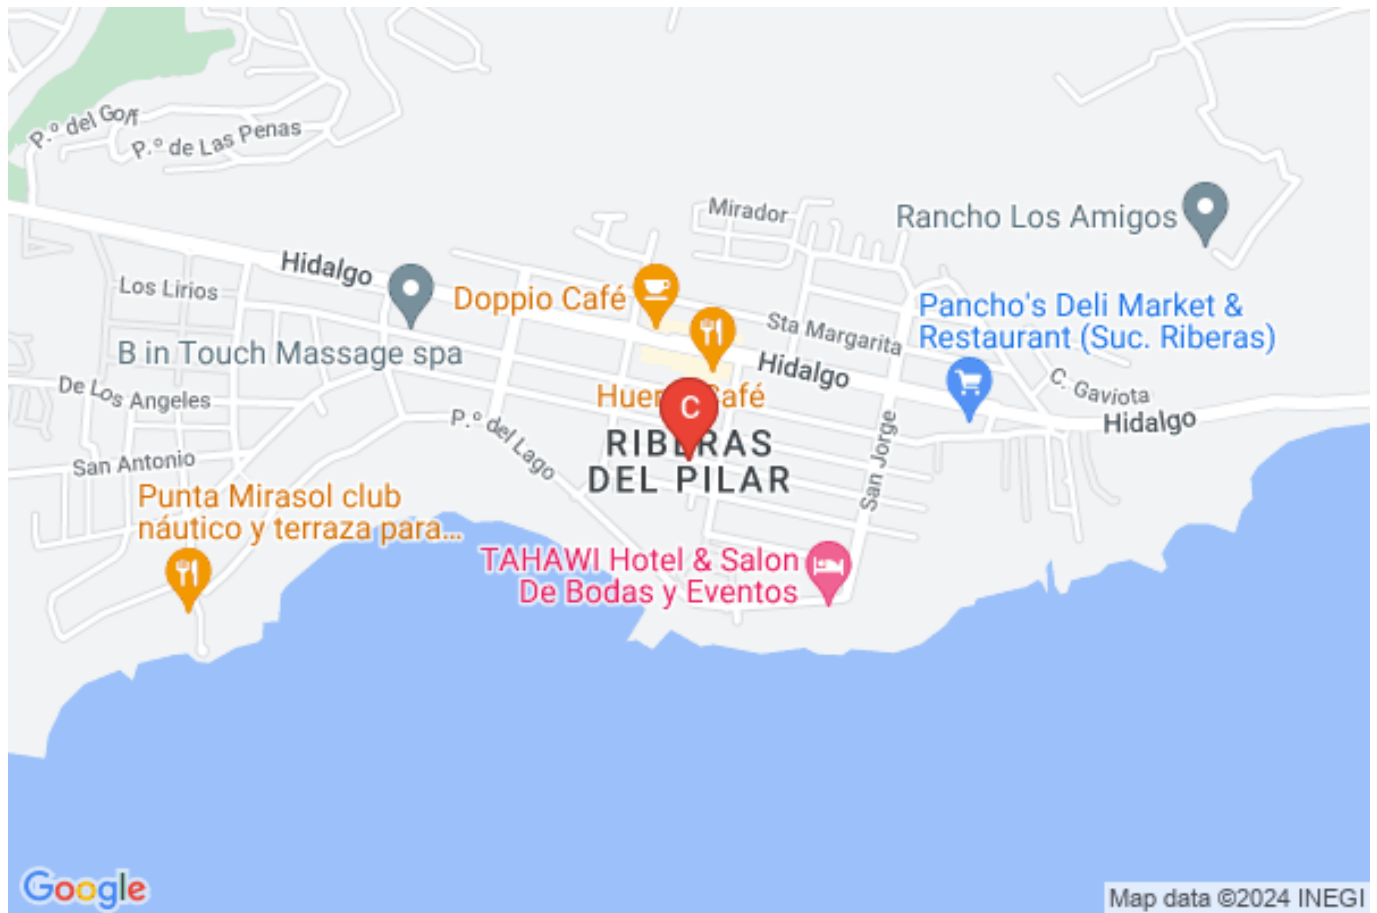 P.º del Golf
P.º de Las Penas
Mirador
Rancho Los Amigos
Hidalgo
Los Lirios
Doppio Café
Pancho's Deli Market &
Restaurant (Suc. Riberas)
Sta Margarita
B in Touch Massage spa
Hidalgo
De Los Angeles
C. Gaviota
Café
C
P.º del Lago
Hidalgo
RIBERAS
DEL PILAR
San Antonio
San Jorge
Punta Mirasol club
náutico y terraza para...
TAHAWI Hotel & Salon
De Bodas y Eventos
Google
Map data ©2024 INEGI